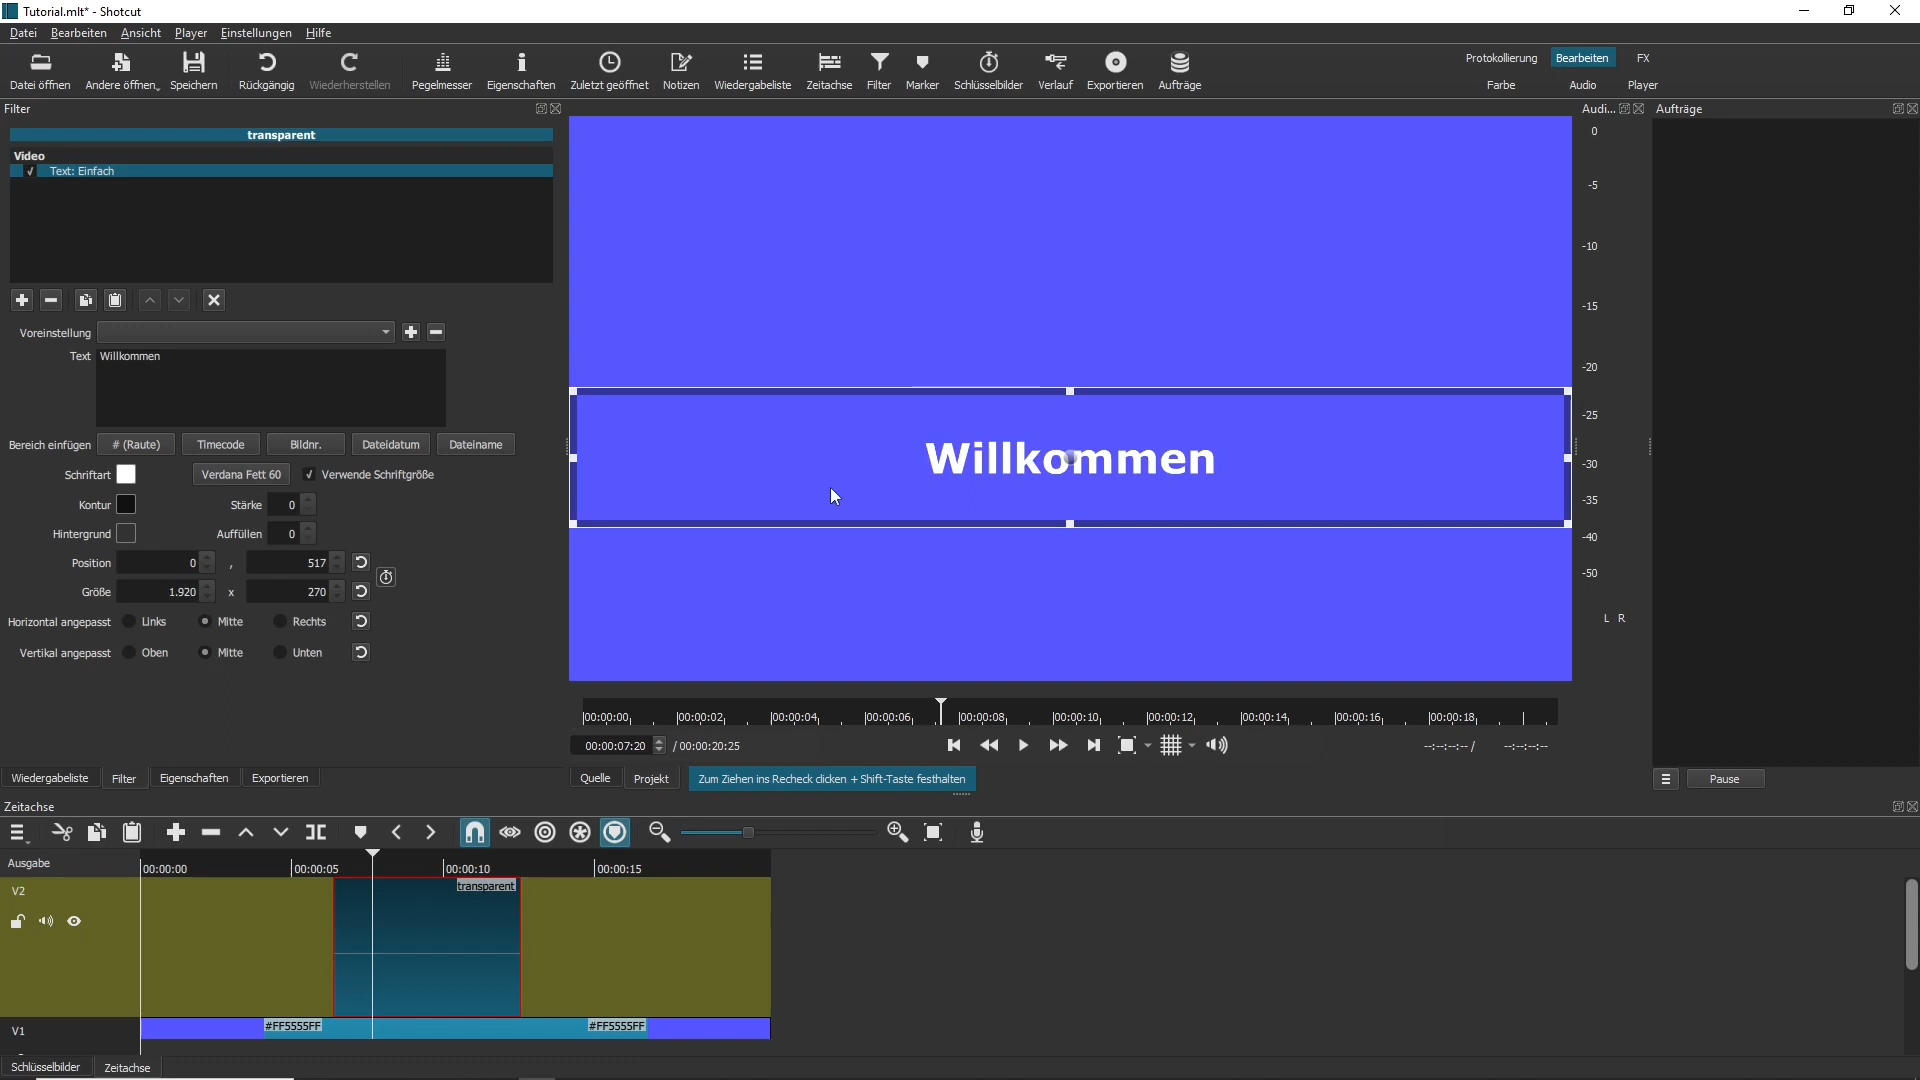 Tutorial.mlt* - Shotcut
Datei Bearbeiten Ansicht Player Einstellungen Hilfe
Datei öffnen Andere öffnen Speichern Rückgängig Wiederherstellen Pegelmesser Eigenschaften Zuletzt geöffnet Notizen Wiedergabeliste Zeitachse Filter Marker Schlüsselbilder Verlauf Exportieren Aufträge
Protokollierung Bearbeiten FX
Farbe Audio Player
Filter
Audi...
Aufträge
transparent
Video
Text: Einfach
Voreinstellung
Text Willkommen
Bereich einfügen # (Raute) Timecode Bildnr. Dateidatum Dateiname
Schriftart Verdana Fett 60 Verwende Schriftgröße
Kontur Stärke 0
Hintergrund Auffüllen 0
Position 0 , 517
Größe 1.920 x 270
Horizontal angepasst Links Mitte Rechts
Vertikal angepasst Oben Mitte Unten
Willkommen
0
-5
-10
-15
-20
-25
-30
-35
-40
-50
L R
00:00:00 00:00:02 00:00:04 00:00:06 00:00:08 00:00:10 00:00:12 00:00:14 00:00:16 00:00:18
00:00:07:20 / 00:00:20:25
--:--:--:-- / --:--:--:--
Wiedergabeliste Filter Eigenschaften Exportieren
Quelle Projekt Zum Ziehen ins Recheck clicken + Shift-Taste festhalten
Pause
Zeitachse
Ausgabe 00:00:00 00:00:05 00:00:10 00:00:15
V2 transparent
V1 #FF5555FF #FF5555FF
Schlüsselbilder Zeitachse